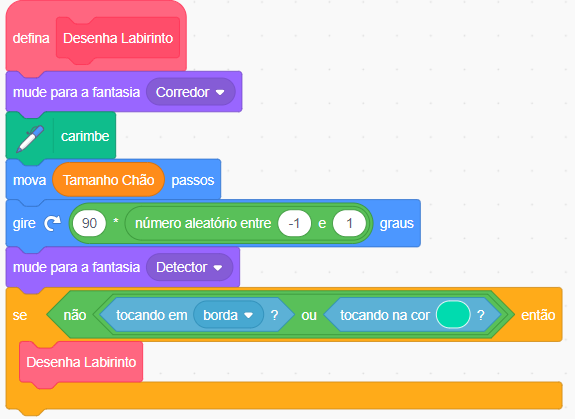 defina Desenha Labirinto
mude para a fantasia Corredor
carimbe
mova Tamanho Chão passos
gire 90 * número aleatório entre -1 e 1 graus
mude para a fantasia Detector
se não tocando em borda ? ou tocando na cor ? então
Desenha Labirinto